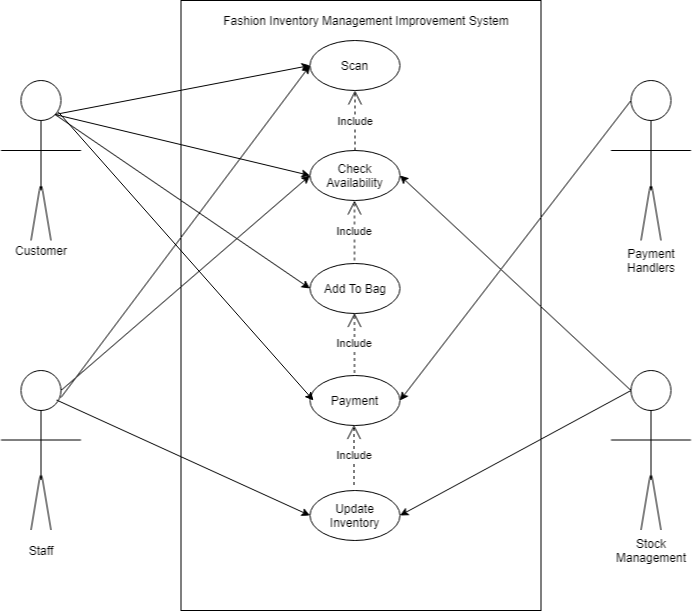 Fashion Inventory Management Improvement System
Scan
Include
Check
Availability
Customer
Include
Payment
Handlers
Add To Bag
Include
Payment
Include
Update
Inventory
Staff
Stock
Management